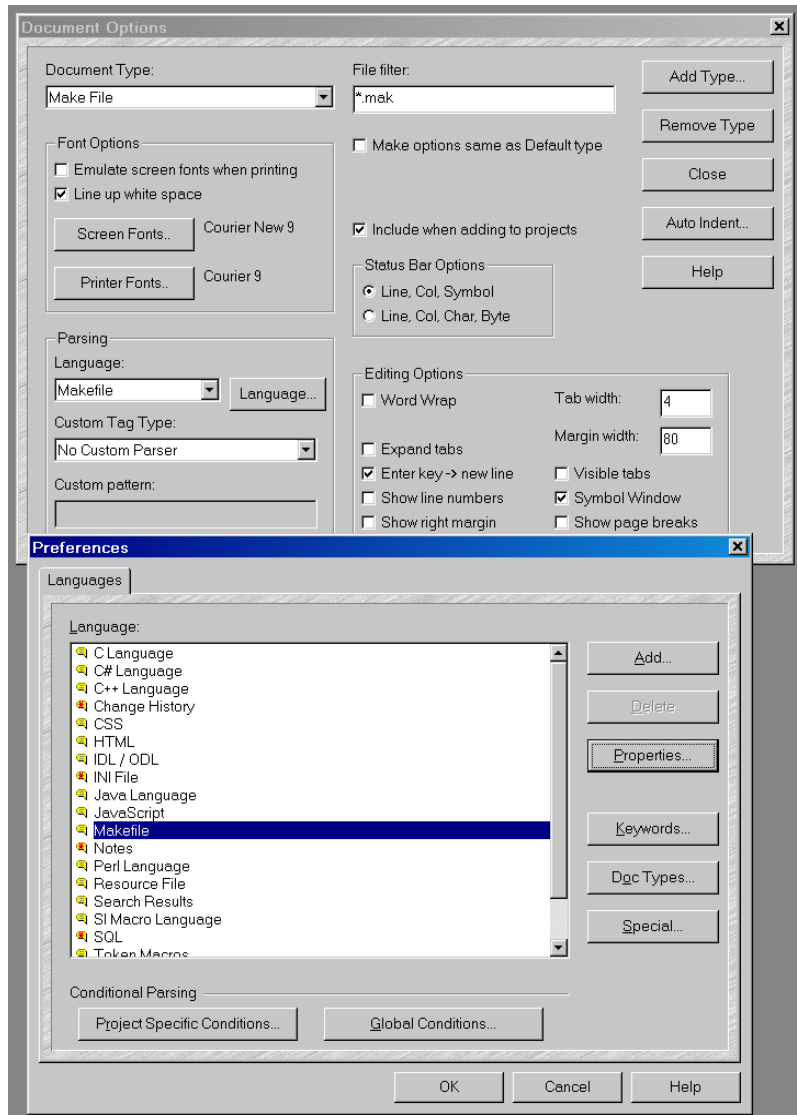 Document Options
Document Type:
Make File
File filter:
*.mak
Add Type...
Remove Type
Close
Auto Indent...
Help
Font Options
Emulate screen fonts when printing
Line up white space
Screen Fonts..
Courier New 9
Printer Fonts..
Courier 9
Make options same as Default type
Include when adding to projects
Status Bar Options
Line, Col, Symbol
Line, Col, Char, Byte
Parsing
Language:
Makefile
Language...
Custom Tag Type:
No Custom Parser
Custom pattern:
Editing Options
Word Wrap
Tab width:
4
Margin width:
80
Expand tabs
Enter key -> new line
Visible tabs
Show line numbers
Symbol Window
Show right margin
Show page breaks
Preferences
Languages
Language:
C Language
C# Language
C++ Language
Change History
CSS
HTML
IDL / ODL
INI File
Java Language
JavaScript
Makefile
Notes
Perl Language
Resource File
Search Results
SI Macro Language
SQL
Token Macros
Add...
Delete
Properties...
Keywords...
Doc Types...
Special...
Conditional Parsing
Project Specific Conditions...
Global Conditions...
OK
Cancel
Help